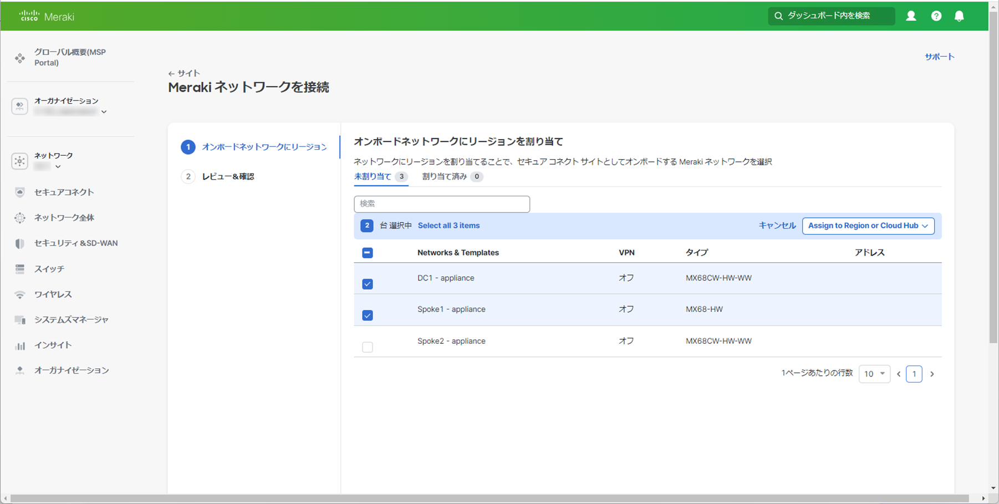 CISCO Meraki
ダッシュボード内を検索
グローバル概要(MSP
Portal)
オーガナイゼーション
ネットワーク
セキュアコネクト
ネットワーク全体
セキュリティ&SD-WAN
スイッチ
ワイヤレス
システムズマネージャ
インサイト
オーガナイゼーション
サポート
← サイト
Meraki ネットワークを接続
1 オンボードネットワークにリージョン
2 レビュー&確認
オンボードネットワークにリージョンを割り当て
ネットワークにリージョンを割り当てることで、セキュア コネクト サイトとしてオンボードする Meraki ネットワークを選択
未割り当て 3 割り当て済み 0
検索
2 台 選択中 Select all 3 items キャンセル Assign to Region or Cloud Hub
Networks & Templates VPN タイプ アドレス
DC1 - appliance オフ MX68CW-HW-WW
Spoke1 - appliance オフ MX68-HW
Spoke2 - appliance オフ MX68CW-HW-WW
1ページあたりの行数 10 1